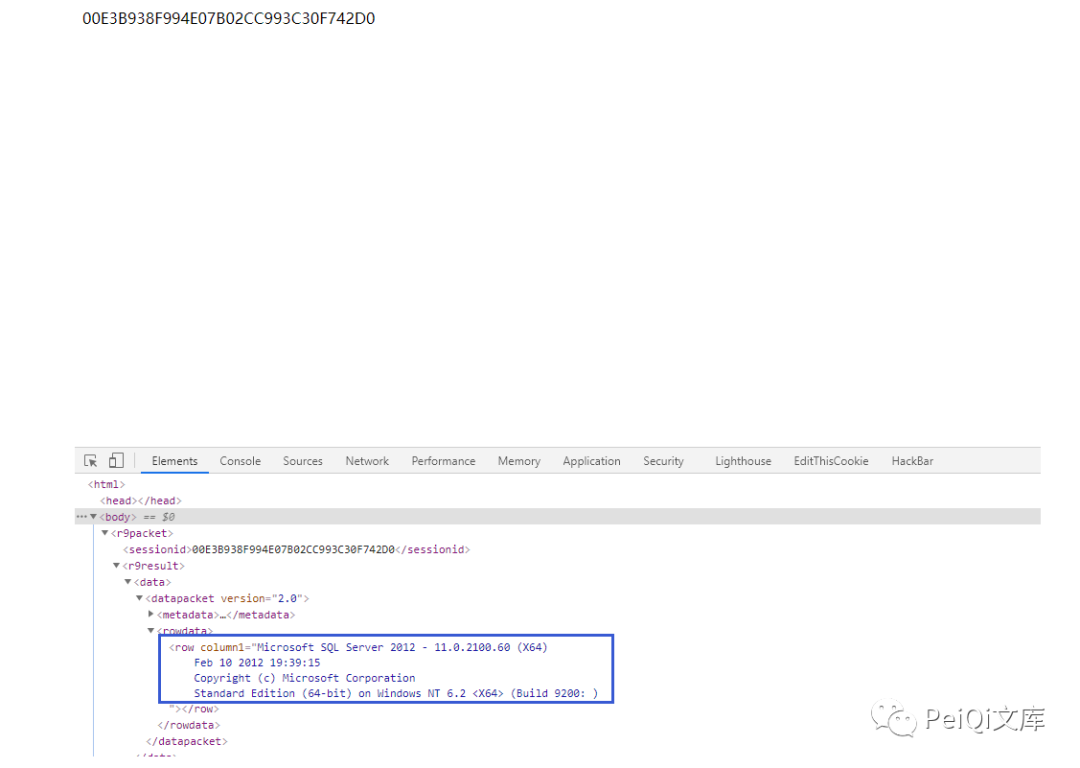 00E3B938F994E07B02CC993C30F742D0
Elements Console Sources Network Performance Memory Application Security Lighthouse EditThisCookie HackBar
<html>
<head></head>
<body> == $0
<r9packet>
<sessionid>00E3B938F994E07B02CC993C30F742D0</sessionid>
<r9result>
<data>
<datapacket version="2.0">
<metadata>…</metadata>
<rowdata>
<row column1="Microsoft SQL Server 2012 - 11.0.2100.60 (X64)
Feb 10 2012 19:39:15
Copyright (c) Microsoft Corporation
Standard Edition (64-bit) on Windows NT 6.2 <X64> (Build 9200: )
"></row>
</rowdata>
</datapacket>
</data>
PeiQi文库